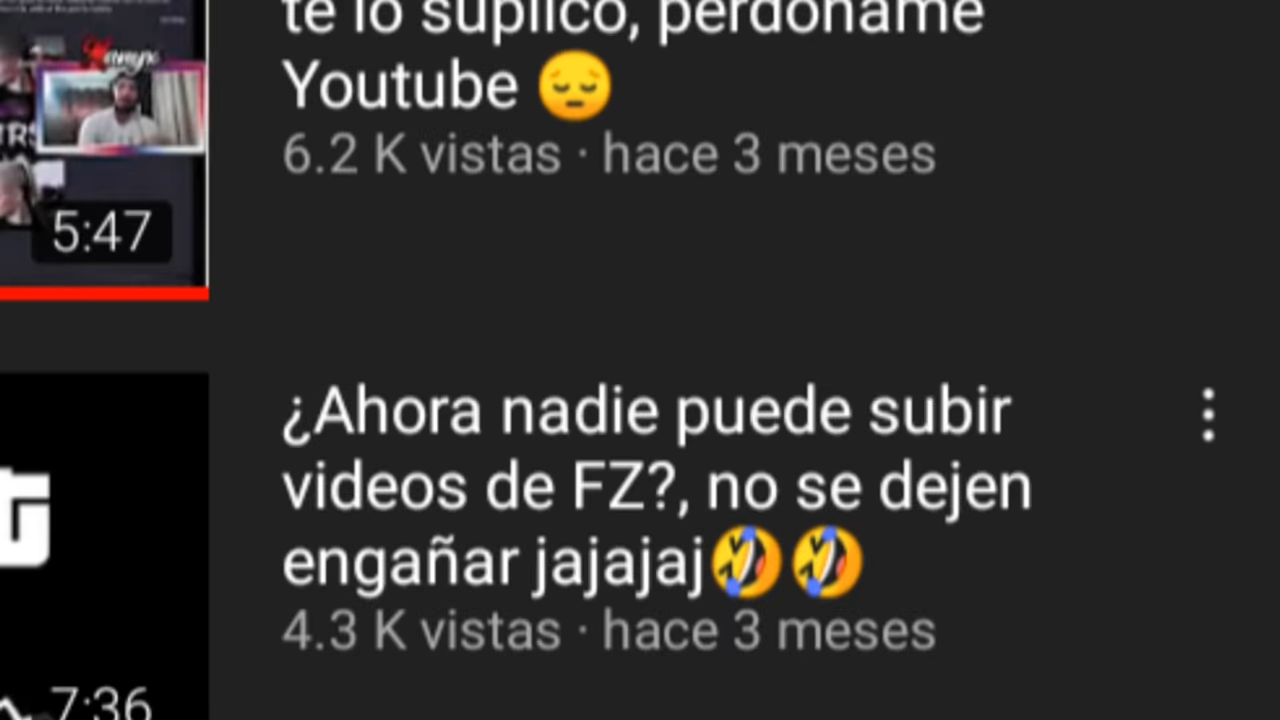 te lo suplico, perdóname
Youtube 😔
6.2 K vistas · hace 3 meses
5:47
¿Ahora nadie puede subir
videos de FZ?, no se dejen
engañar jajajaj🤣🤣
4.3 K vistas · hace 3 meses
7:36